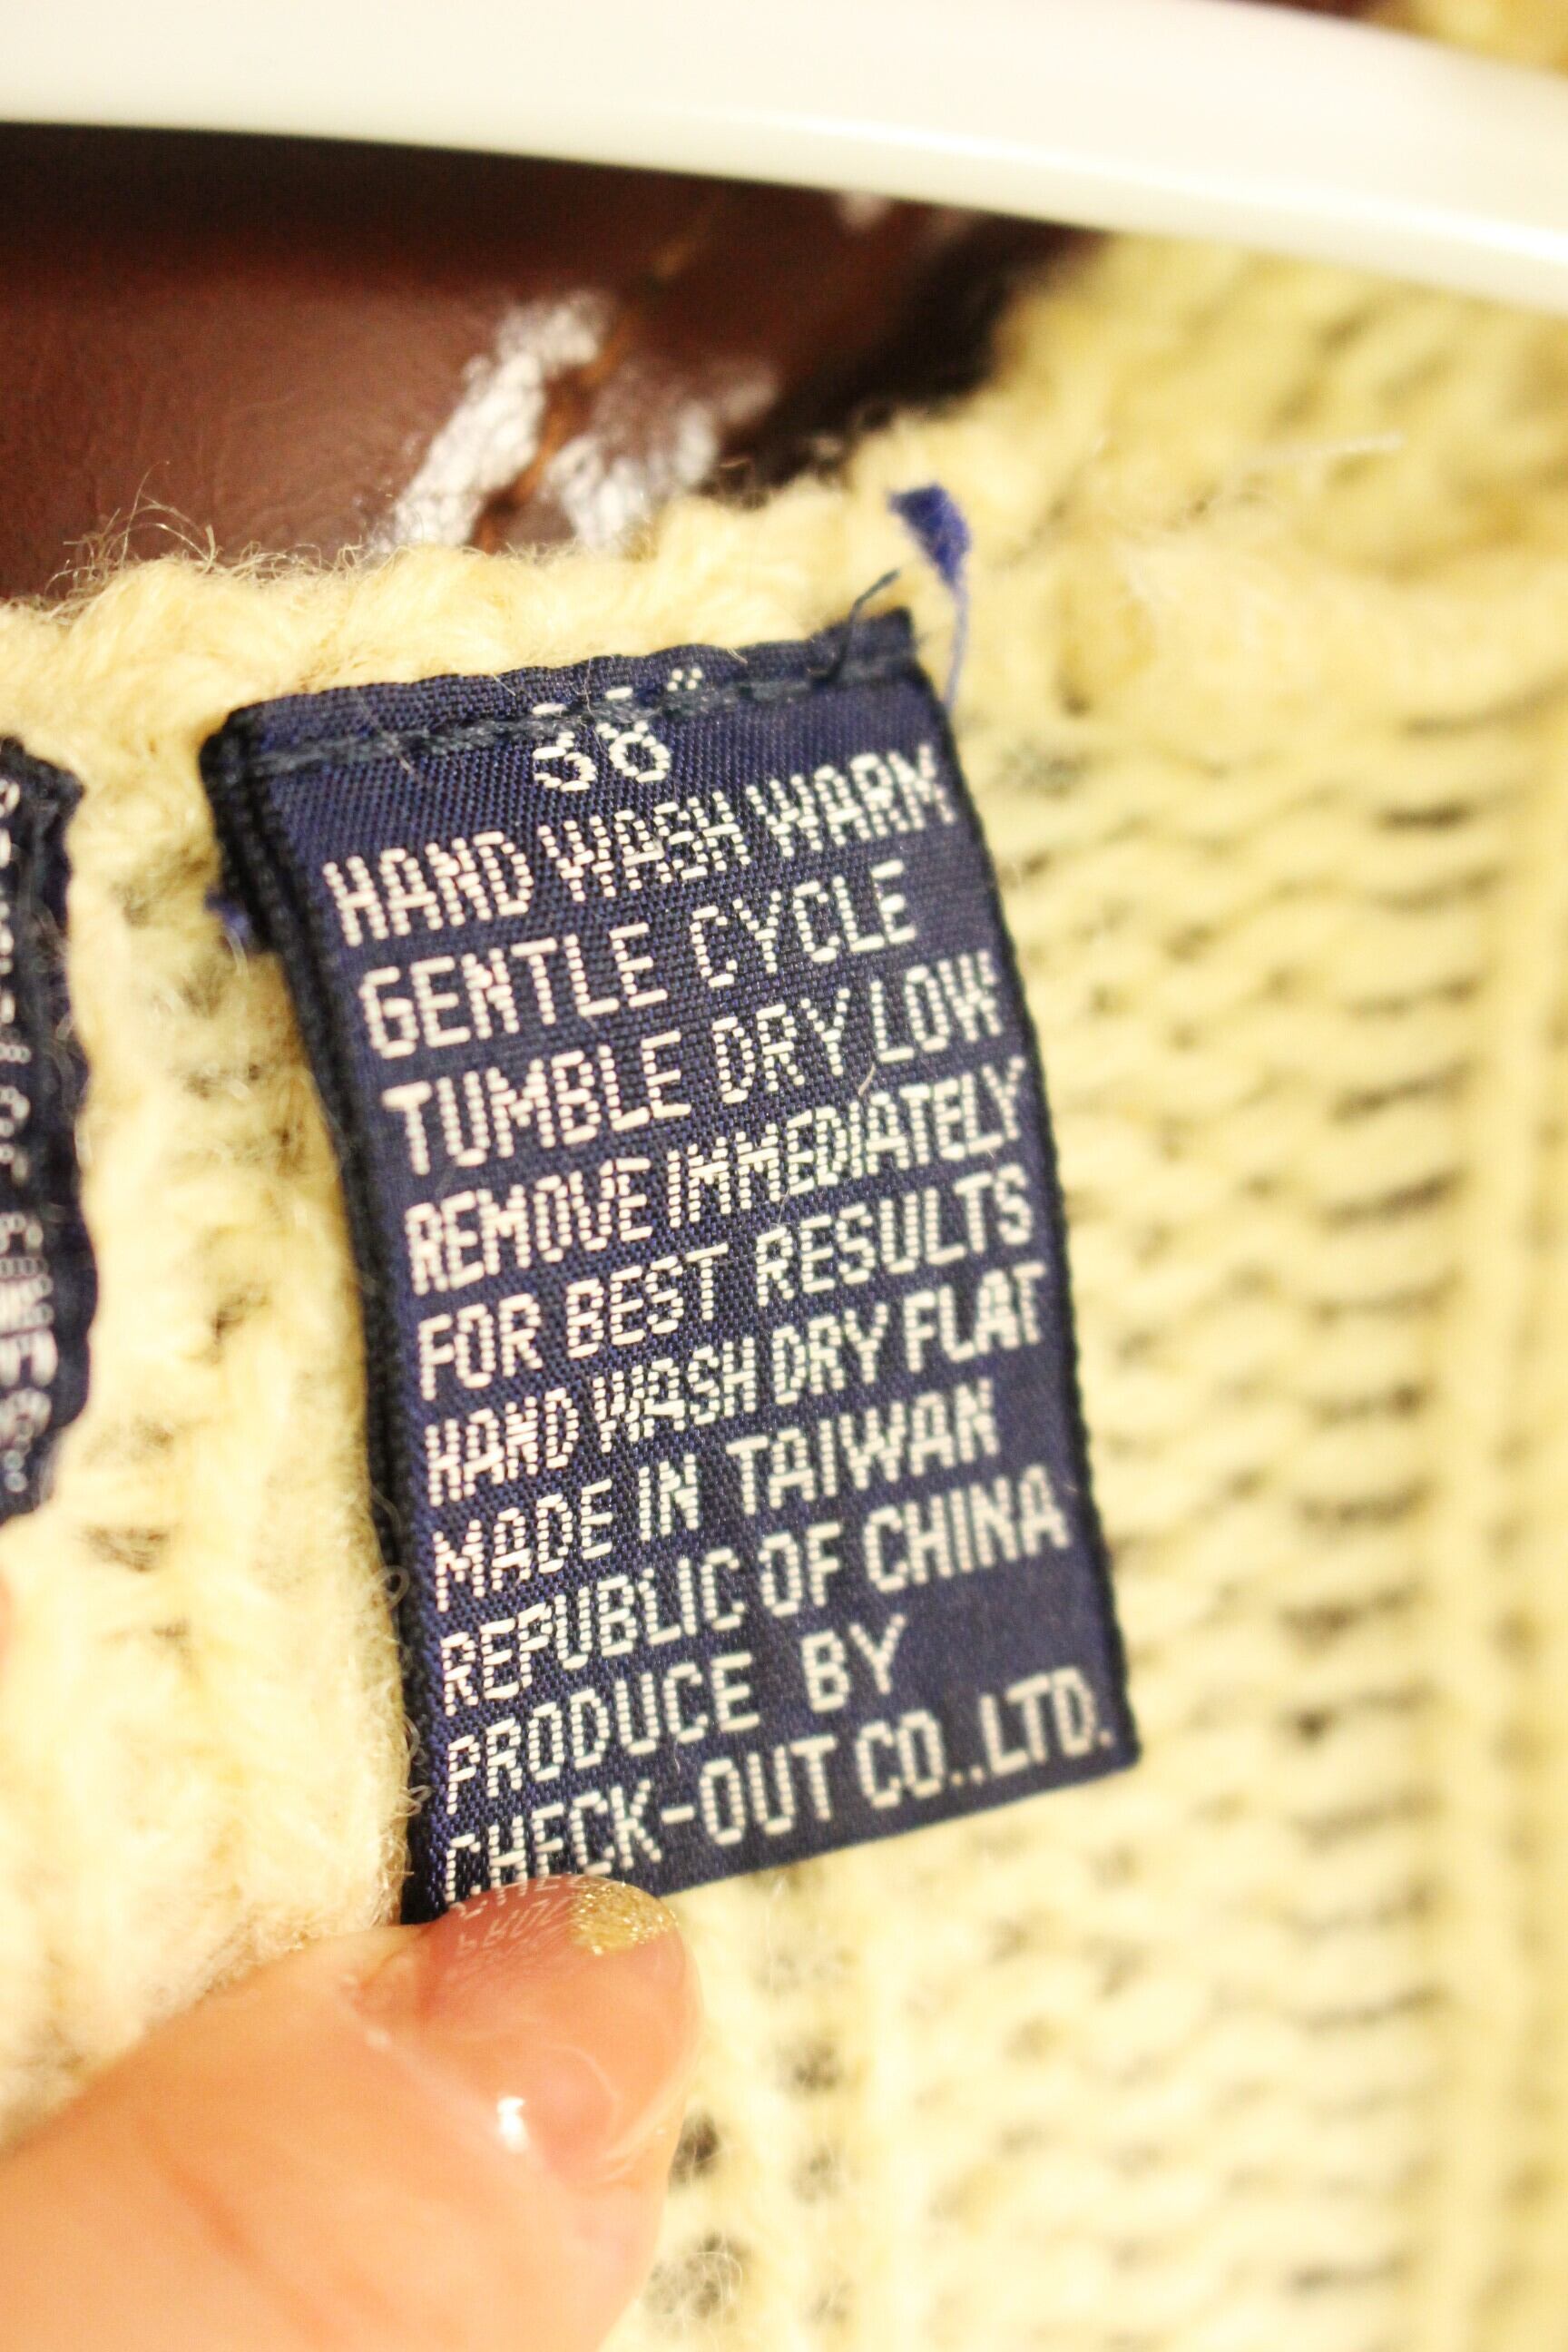 38"
HAND WASH WARM
GENTLE CYCLE
TUMBLE DRY LOW
REMOVE IMMEDIATELY
FOR BEST RESULTS
HAND WASH DRY FLAT
MADE IN TAIWAN
REPUBLIC OF CHINA
PRODUCE BY
CHECK-OUT CO.,LTD.